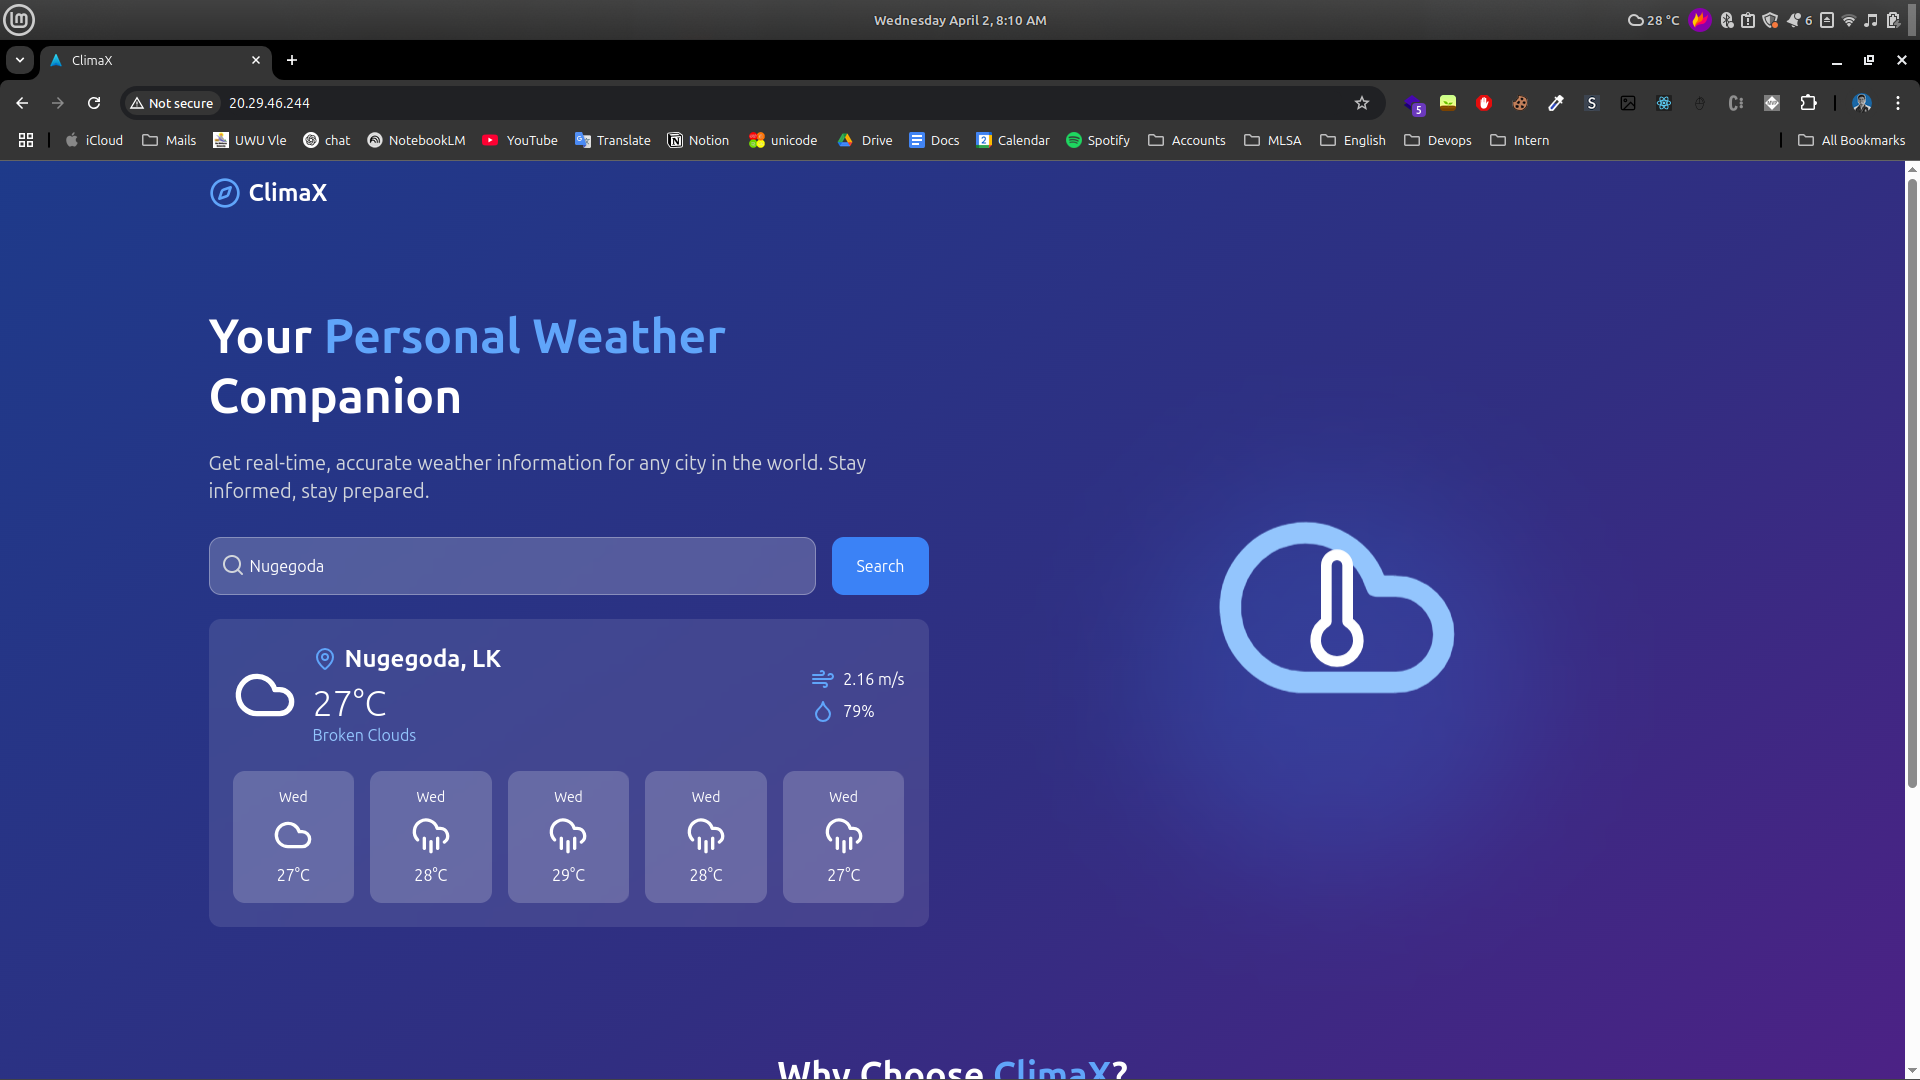 Wednesday April 2, 8:10 AM
28 °C
6
ClimaX
Not secure
20.29.46.244
5
S
iCloud
Mails
UWU Vle
chat
NotebookLM
YouTube
Translate
Notion
unicode
Drive
Docs
Calendar
Spotify
Accounts
MLSA
English
Devops
Intern
All Bookmarks
ClimaX
Your Personal Weather
Companion
Get real-time, accurate weather information for any city in the world. Stay
informed, stay prepared.
Nugegoda
Search
Nugegoda, LK
27°C
Broken Clouds
2.16 m/s
79%
Wed
27°C
Wed
28°C
Wed
29°C
Wed
28°C
Wed
27°C
Why Choose ClimaX?